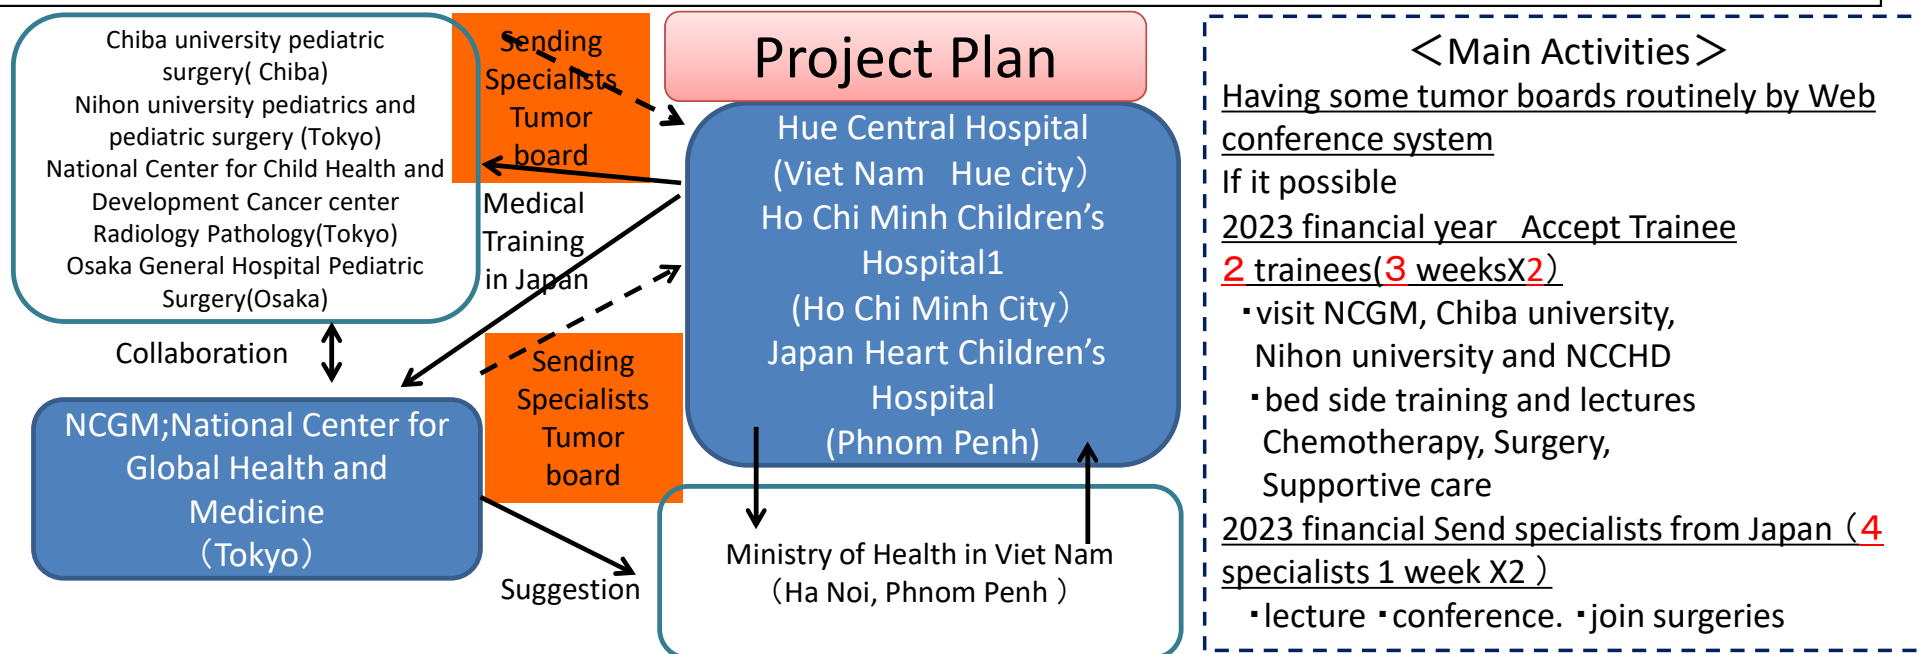 Chiba university pediatric
surgery( Chiba)
Nihon university pediatrics and
pediatric surgery (Tokyo)
National Center for Child Health and
Development Cancer center
Radiology Pathology(Tokyo)
Osaka General Hospital Pediatric
Surgery(Osaka)
Sending
Specialists
Tumor
board
Medical
Training
in Japan
Collaboration
NCGM;National Center for
Global Health and
Medicine
（Tokyo）
Sending
Specialists
Tumor
board
Suggestion
Project Plan
Hue Central Hospital
(Viet Nam   Hue city）
Ho Chi Minh Children’s
Hospital1
(Ho Chi Minh City）
Japan Heart Children’s
Hospital
(Phnom Penh)
Ministry of Health in Viet Nam
（Ha Noi, Phnom Penh ）
＜Main Activities＞
Having some tumor boards routinely by Web
conference system
If it possible
2023 financial year   Accept Trainee
２ trainees(３ weeksX2）
・visit NCGM, Chiba university,
Nihon university and NCCHD
・bed side training and lectures
Chemotherapy, Surgery,
Supportive care
2023 financial Send specialists from Japan（４
specialists 1 week X2 ）
・lecture ・conference. ・join surgeries